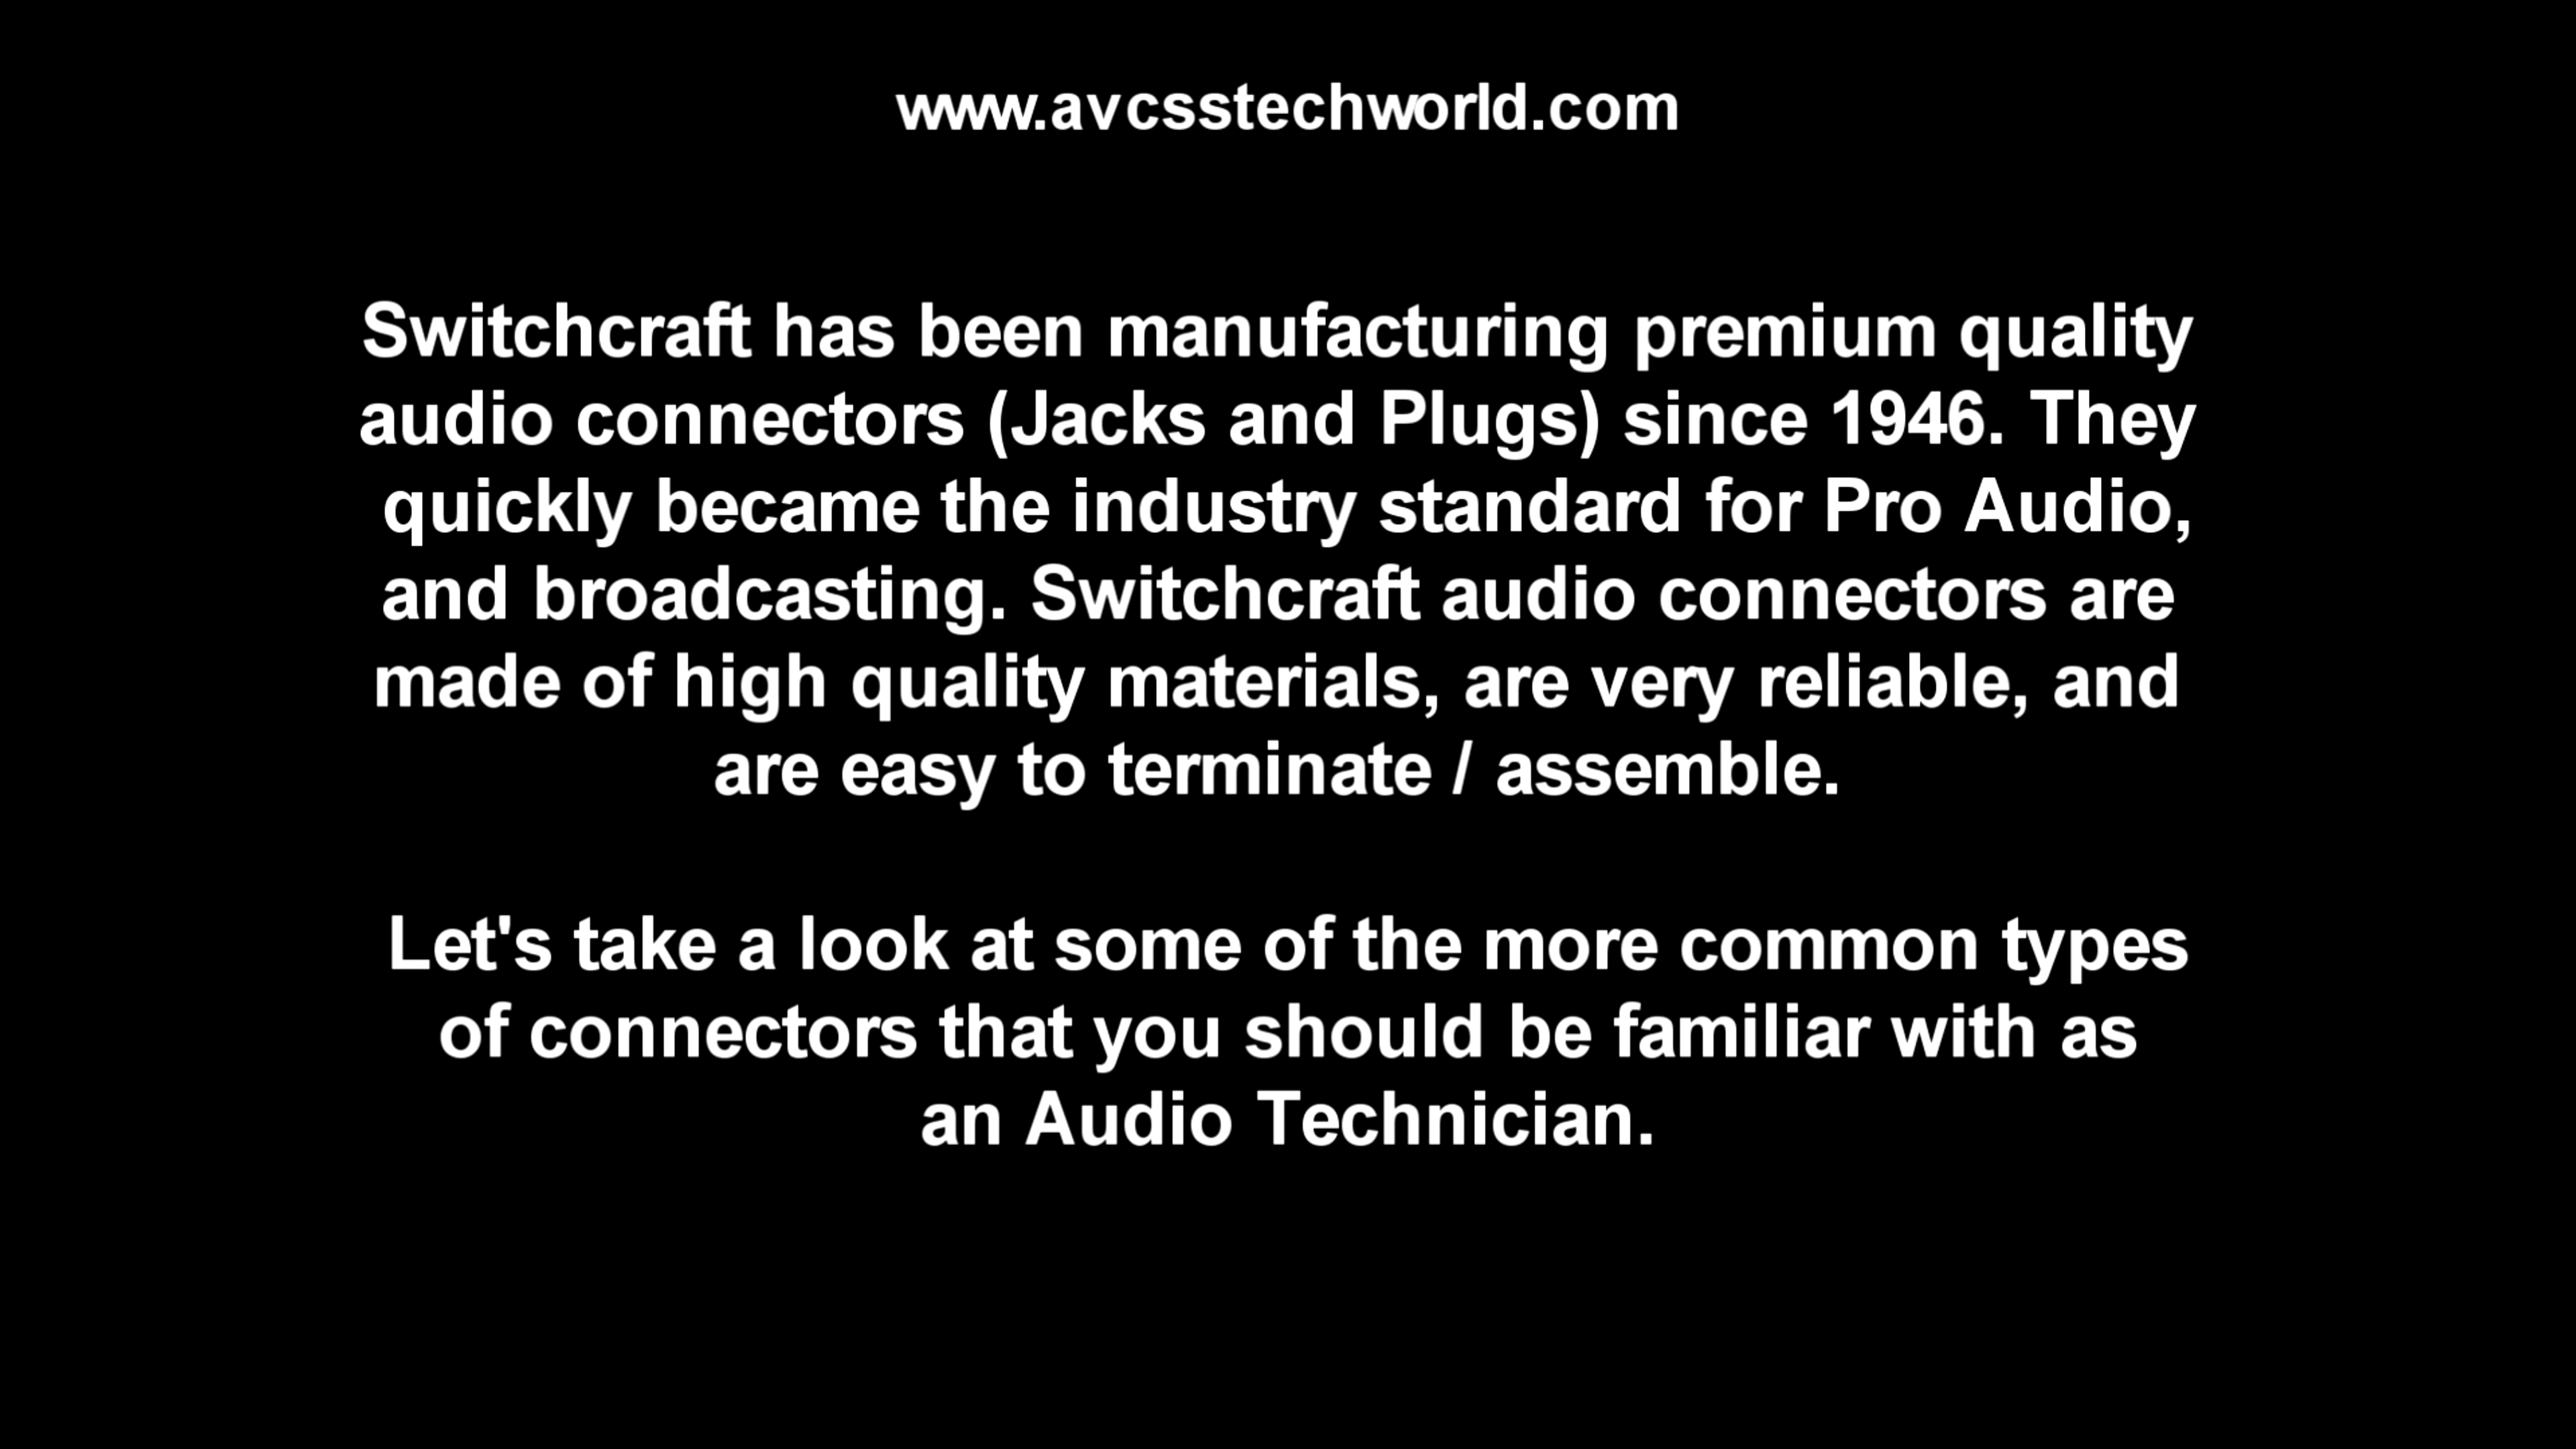 www.avcsstechworld.com
Switchcraft has been manufacturing premium quality
audio connectors (Jacks and Plugs) since 1946. They
quickly became the industry standard for Pro Audio,
and broadcasting. Switchcraft audio connectors are
made of high quality materials, are very reliable, and
are easy to terminate / assemble.
Let's take a look at some of the more common types
of connectors that you should be familiar with as
an Audio Technician.